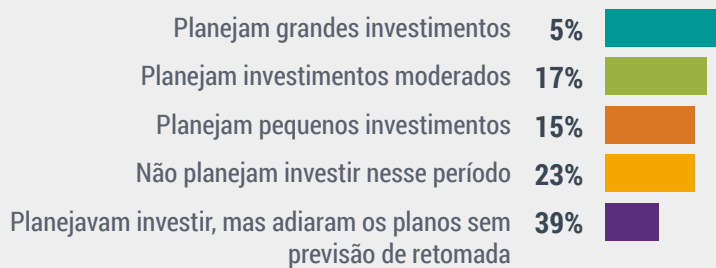 Planejam grandes investimentos 5%
Planejam investimentos moderados 17%
Planejam pequenos investimentos 15%
Não planejam investir nesse período 23%
Planejavam investir, mas adiaram os planos sem 39%
previsão de retomada